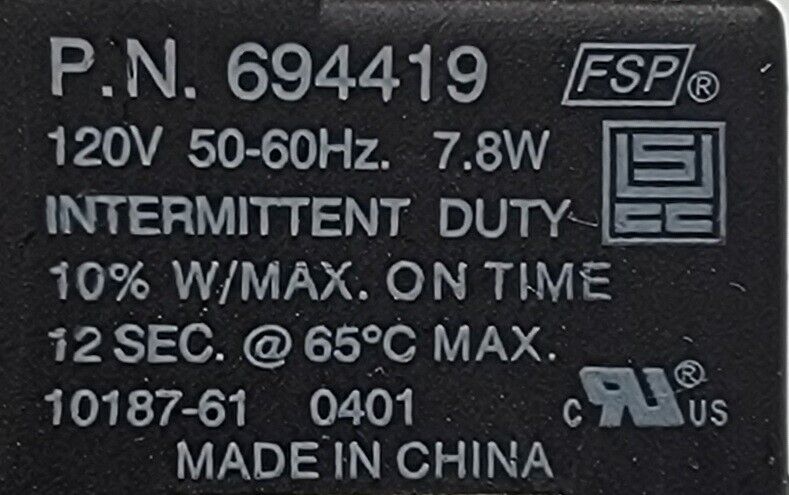 P.N. 694419 FSP®
120V 50-60Hz. 7.8W
INTERMITTENT DUTY
10% W/MAX. ON TIME
12 SEC. @ 65°C MAX.
10187-61 0401 C UR® US
MADE IN CHINA